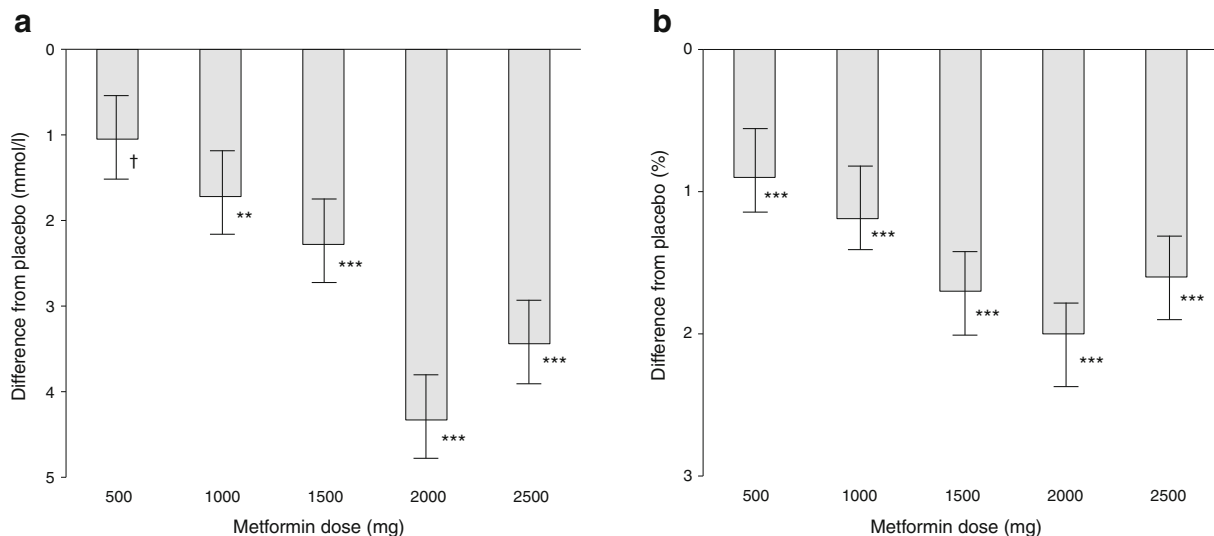 a
Difference from placebo (mmol/l)
0
1
2
3
4
5
†
**
***
***
***
500 1000 1500 2000 2500
Metformin dose (mg)
b
Difference from placebo (%)
0
1
2
3
***
***
***
***
***
500 1000 1500 2000 2500
Metformin dose (mg)